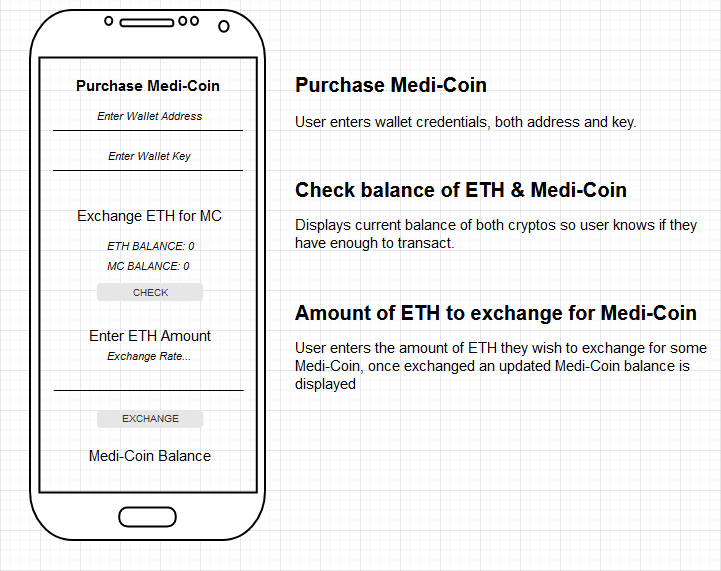 Purchase Medi-Coin
Enter Wallet Address
Enter Wallet Key
Exchange ETH for MC
ETH BALANCE: 0
MC BALANCE: 0
CHECK
Enter ETH Amount
Exchange Rate...
EXCHANGE
Medi-Coin Balance
Purchase Medi-Coin
User enters wallet credentials, both address and key.
Check balance of ETH & Medi-Coin
Displays current balance of both cryptos so user knows if they
have enough to transact.
Amount of ETH to exchange for Medi-Coin
User enters the amount of ETH they wish to exchange for some
Medi-Coin, once exchanged an updated Medi-Coin balance is
displayed